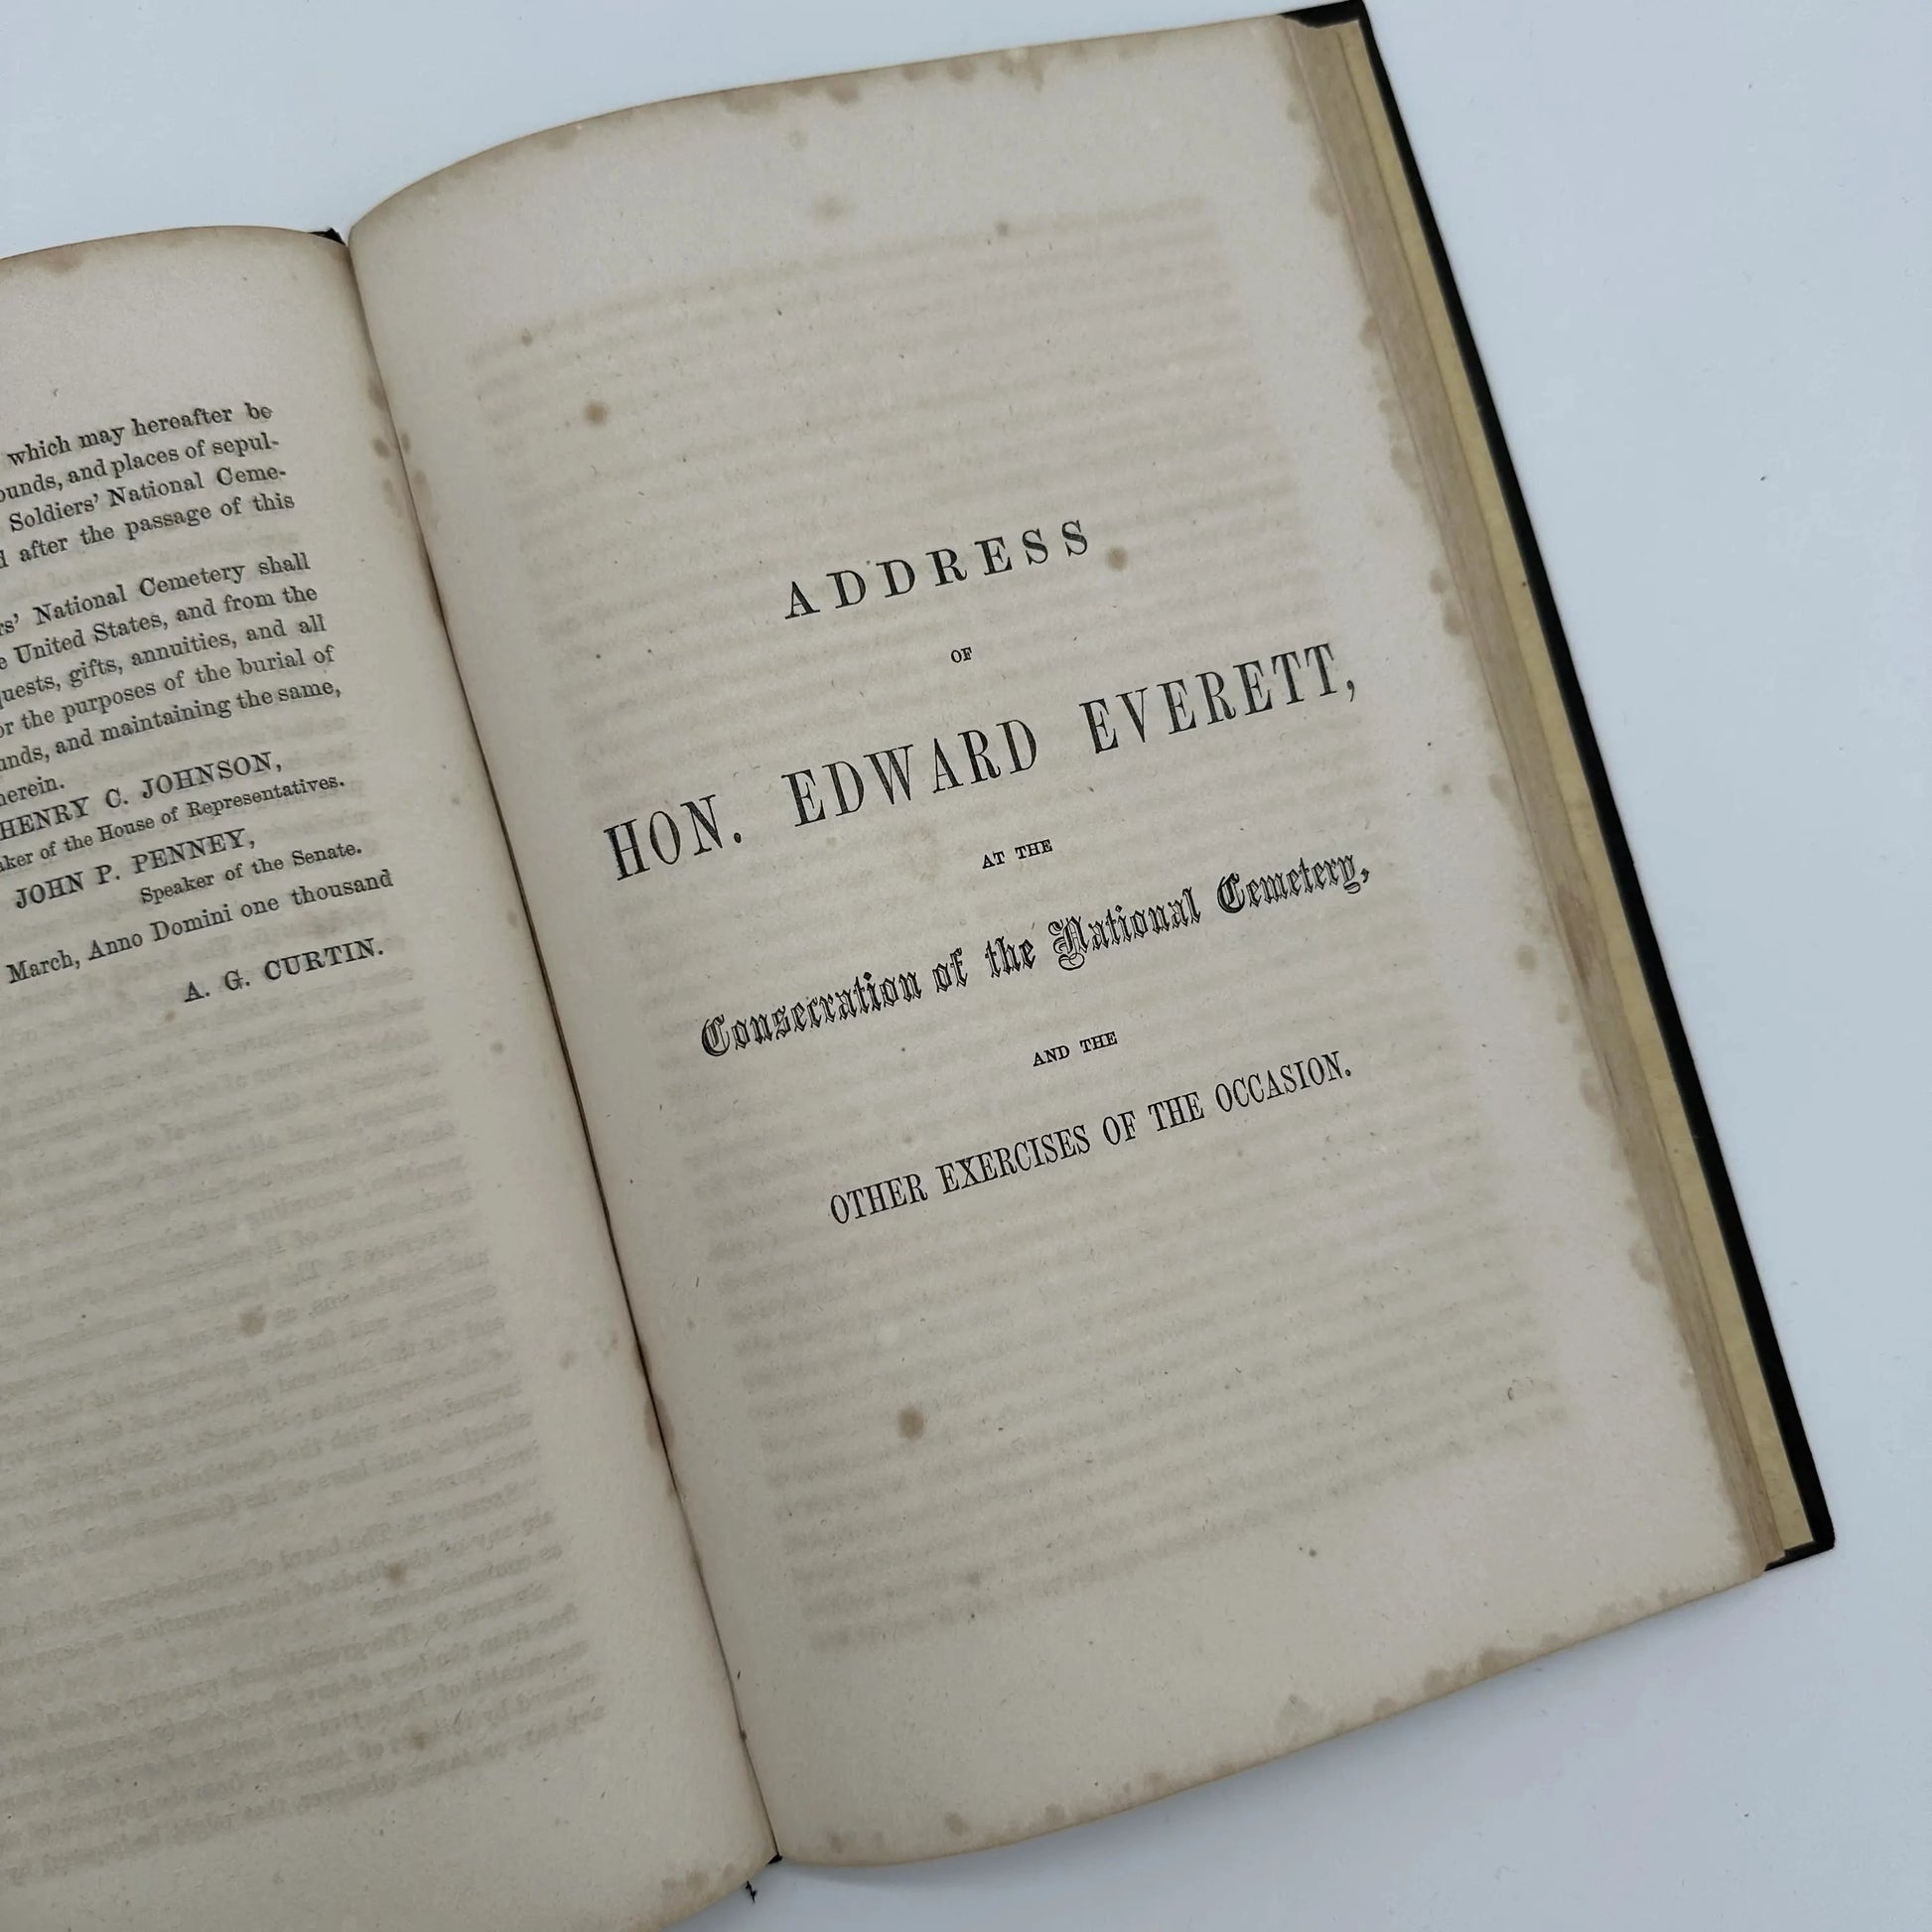 which may hereafter be
ounds, and places of sepul-
Soldiers' National Ceme-
d after the passage of this
rs' National Cemetery shall
e United States, and from the
quests, gifts, annuities, and all
or the purposes of the burial of
unds, and maintaining the same,
herein.
HENRY C. JOHNSON,
aker of the House of Representatives.
JOHN P. PENNEY,
Speaker of the Senate.
March, Anno Domini one thousand
A. G. CURTIN.
ADDRESS
OF
HON. EDWARD EVERETT,
AT THE
Consecration of the National Cemetery,
AND THE
OTHER EXERCISES OF THE OCCASION.